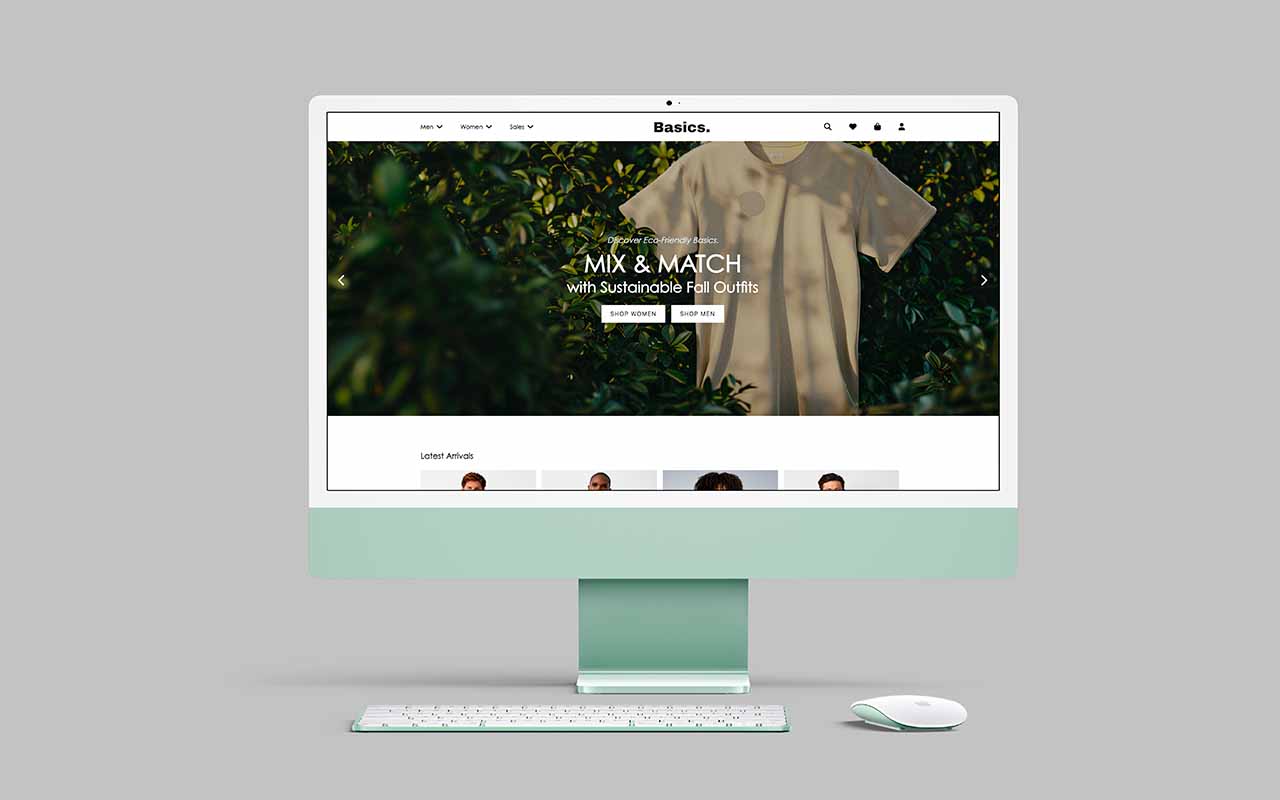 Men Women Sales Basics.
Discover Eco-Friendly Basics.
MIX & MATCH
with Sustainable Fall Outfits
SHOP WOMEN SHOP MEN
Latest Arrivals